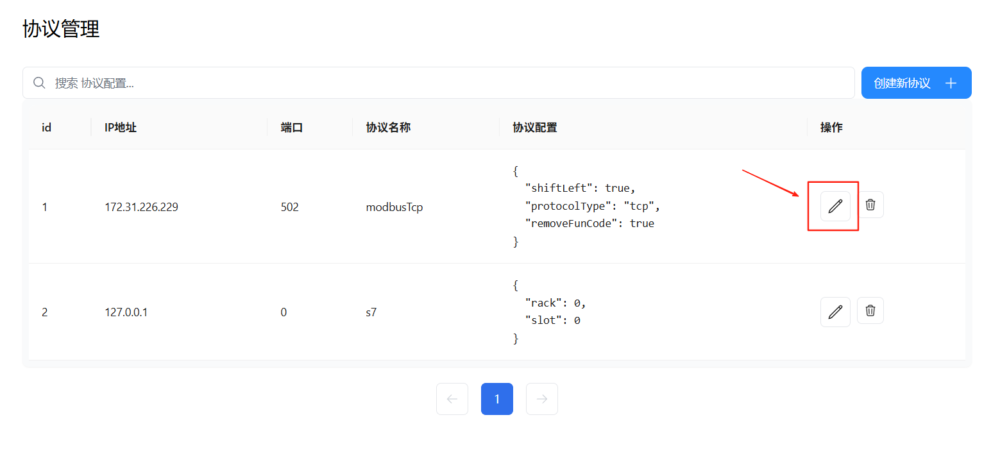 协议管理
搜索 协议配置...
创建新协议
id IP地址 端口 协议名称 协议配置 操作
{
"shiftLeft": true,
1 172.31.226.229 502 modbusTcp "protocolType": "tcp",
"removeFunCode": true
}
{
"rack": 0,
2 127.0.0.1 0 s7
"slot": 0
}
1